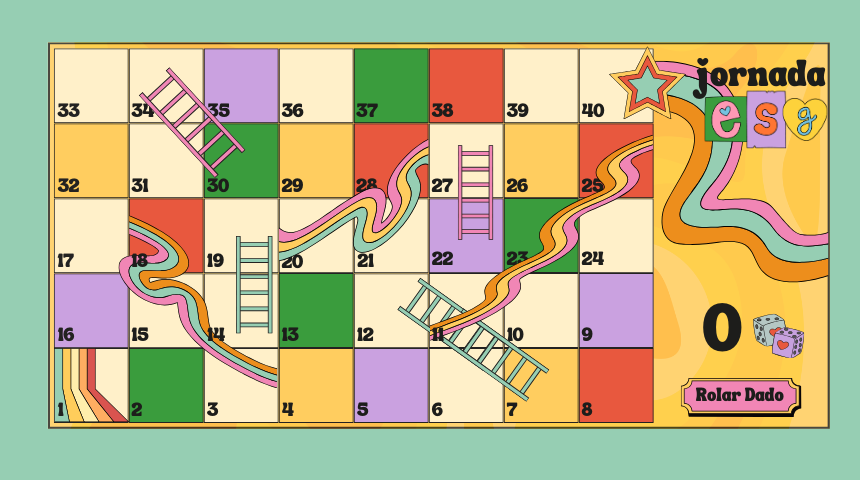 jornada
esg
33 34 35 36 37 38 39 40
32 31 30 29 28 27 26 25
17 18 19 20 21 22 23 24
16 15 14 13 12 11 10 9
1 2 3 4 5 6 7 8
0
Rolar Dado